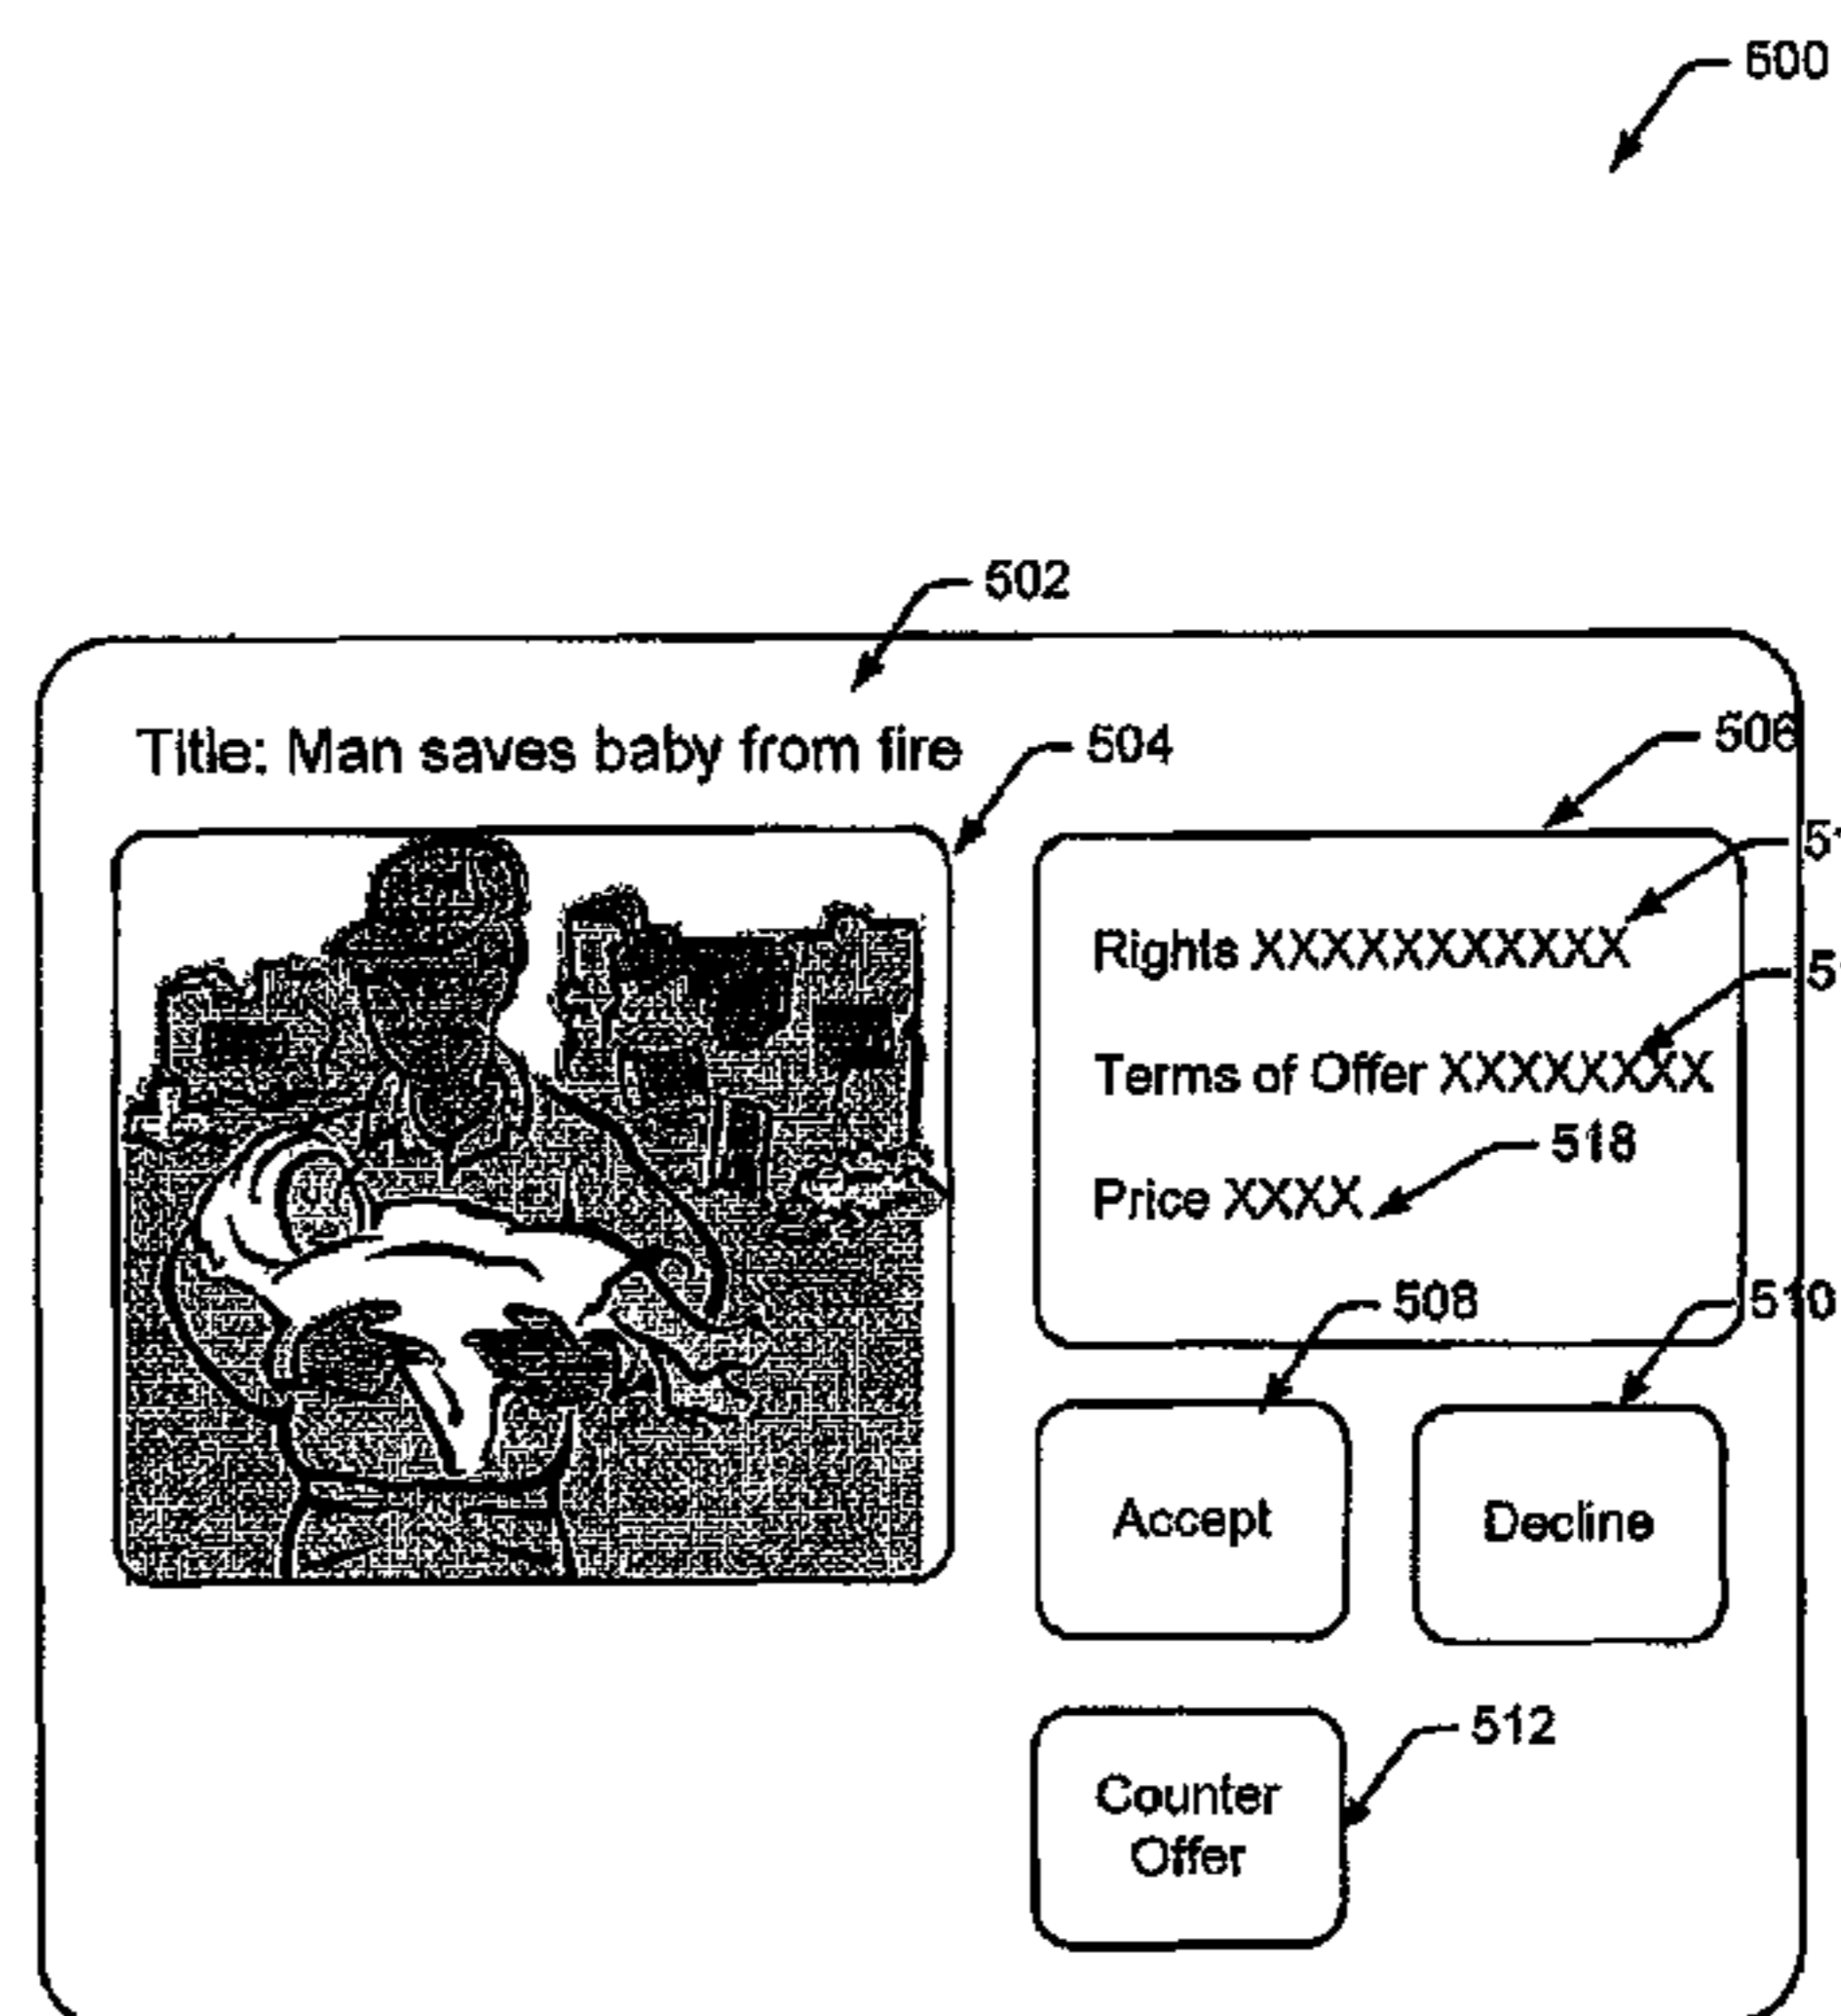 500
502
Title: Man saves baby from fire
504
506
Rights XXXXXXXXXXX
Terms of Offer XXXXXXXX
518
Price XXXX
508
510
Accept
Decline
512
Counter
Offer